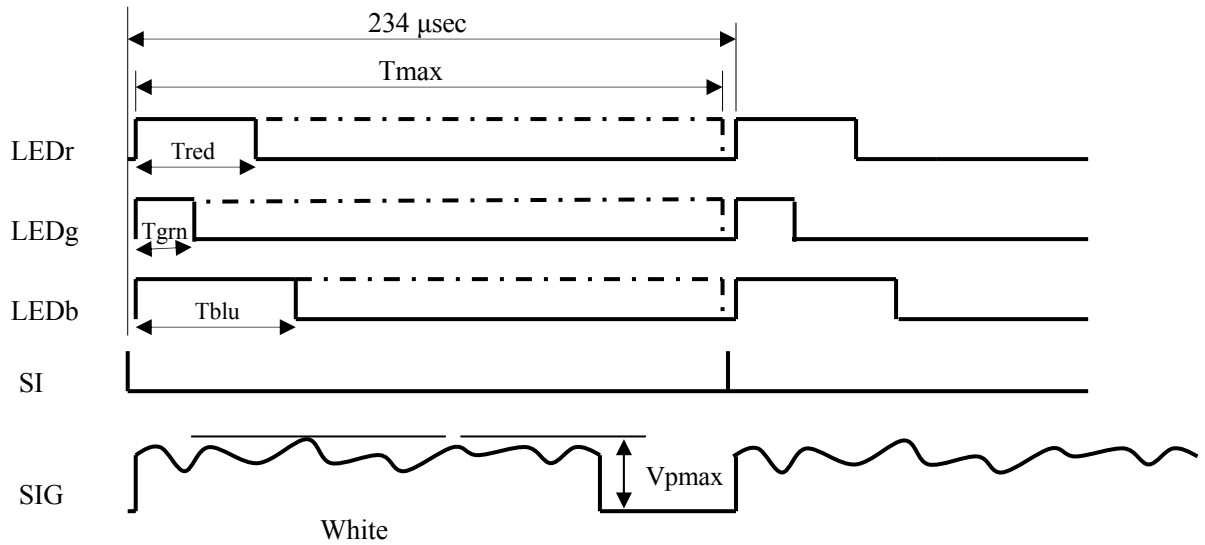 234 μsec
Tmax
LEDr
Tred
LEDg
Tgrn
LEDb
Tblu
SI
SIG
Vpmax
White